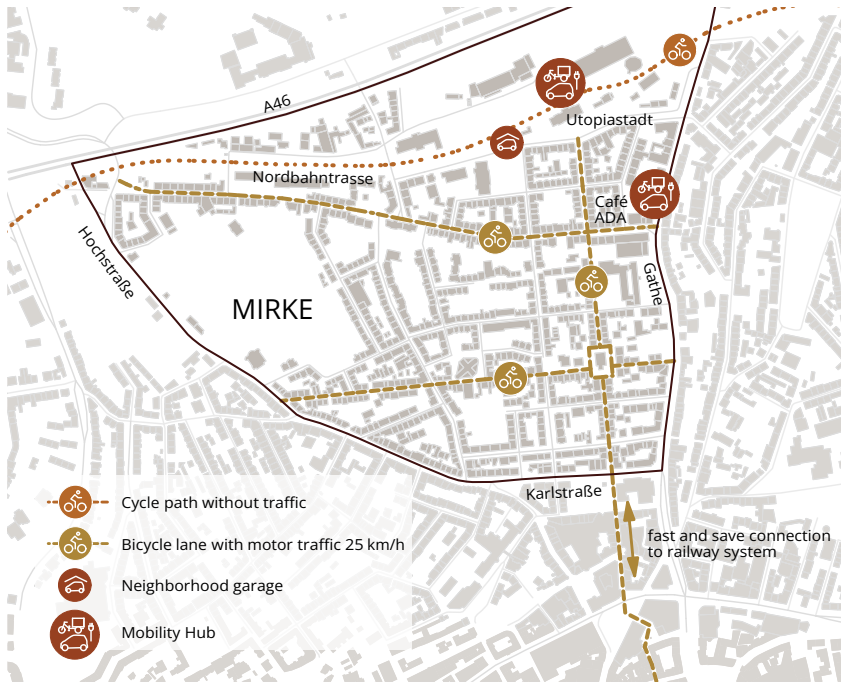 A46
Utopiastadt
Nordbahntrasse
Café
ADA
Hochstraße
Gathe
MIRKE
Karlstraße
Cycle path without traffic
Bicycle lane with motor traffic 25 km/h
fast and save connection
to railway system
Neighborhood garage
Mobility Hub